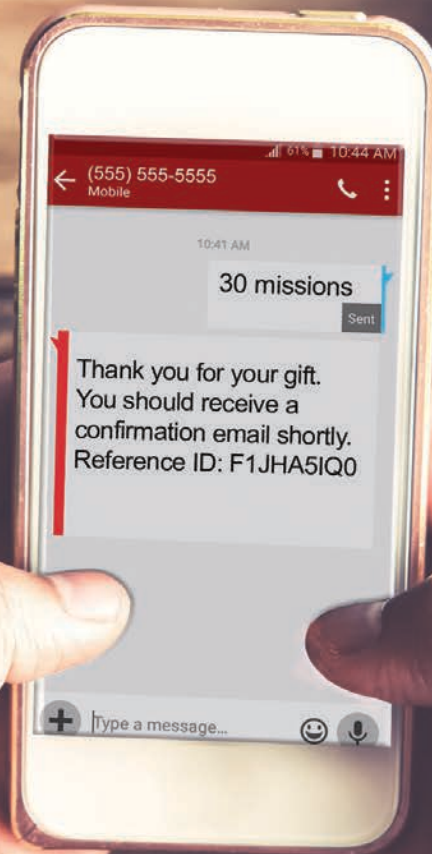 61% 10:44 AM
(555) 555-5555
Mobile
10:41 AM
30 missions
Sent
Thank you for your gift.
You should receive a
confirmation email shortly.
Reference ID: F1JHA5IQ0
Type a message...